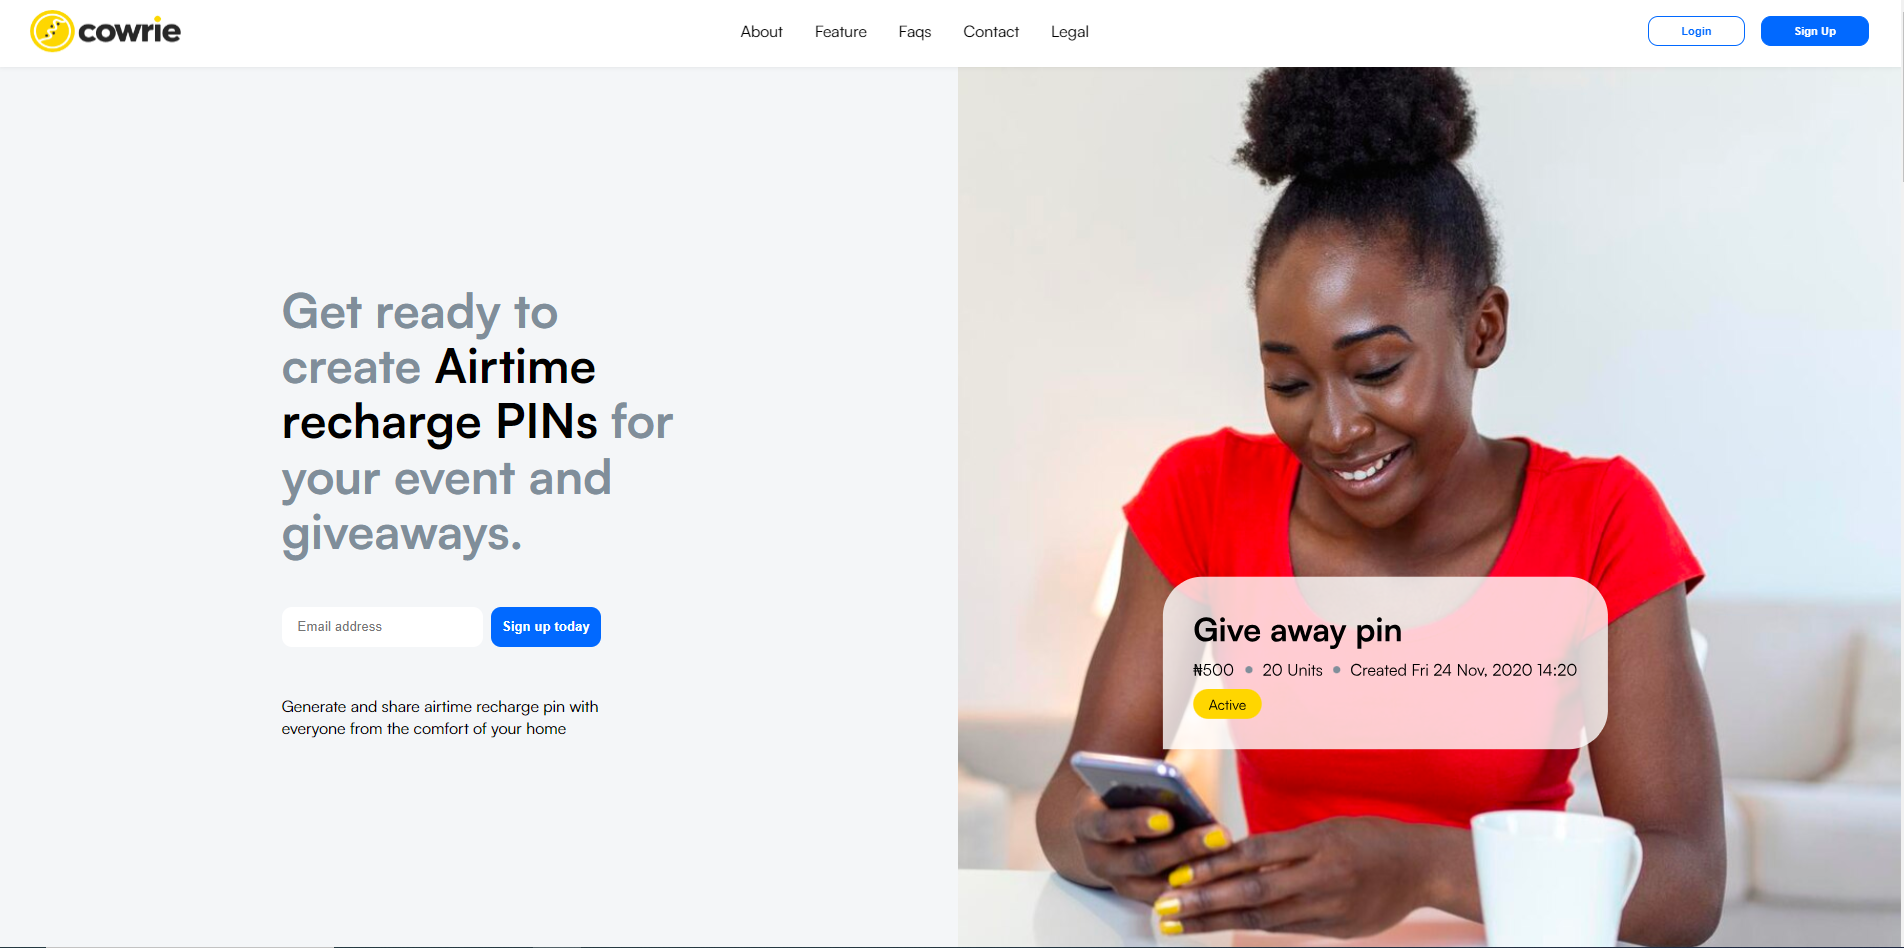 cowrie
About
Feature
Faqs
Contact
Legal
Login
Sign Up
Get ready to
create Airtime
recharge PINs for
your event and
giveaways.
Email address
Sign up today
Generate and share airtime recharge pin with
everyone from the comfort of your home
Give away pin
₦500 • 20 Units • Created Fri 24 Nov, 2020 14:20
Active